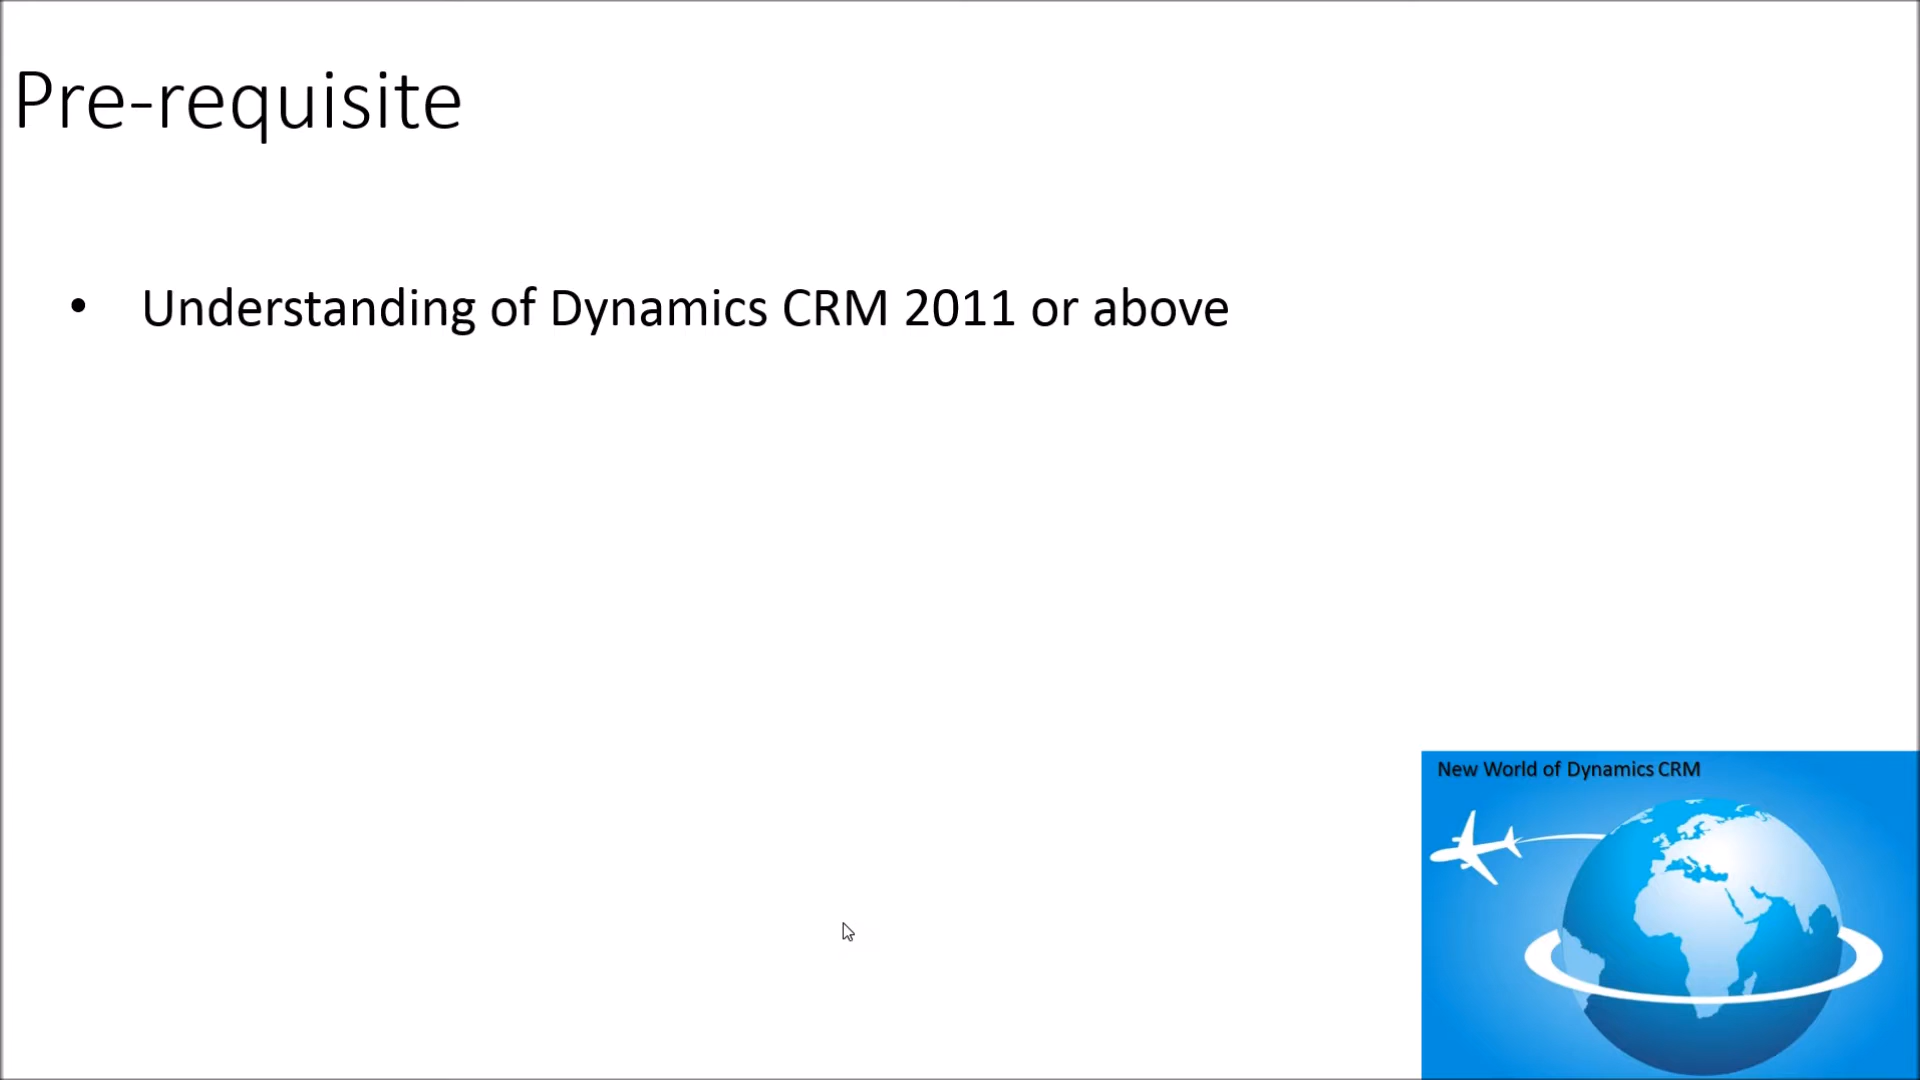 Pre-requisite
• Understanding of Dynamics CRM 2011 or above
New World of Dynamics CRM